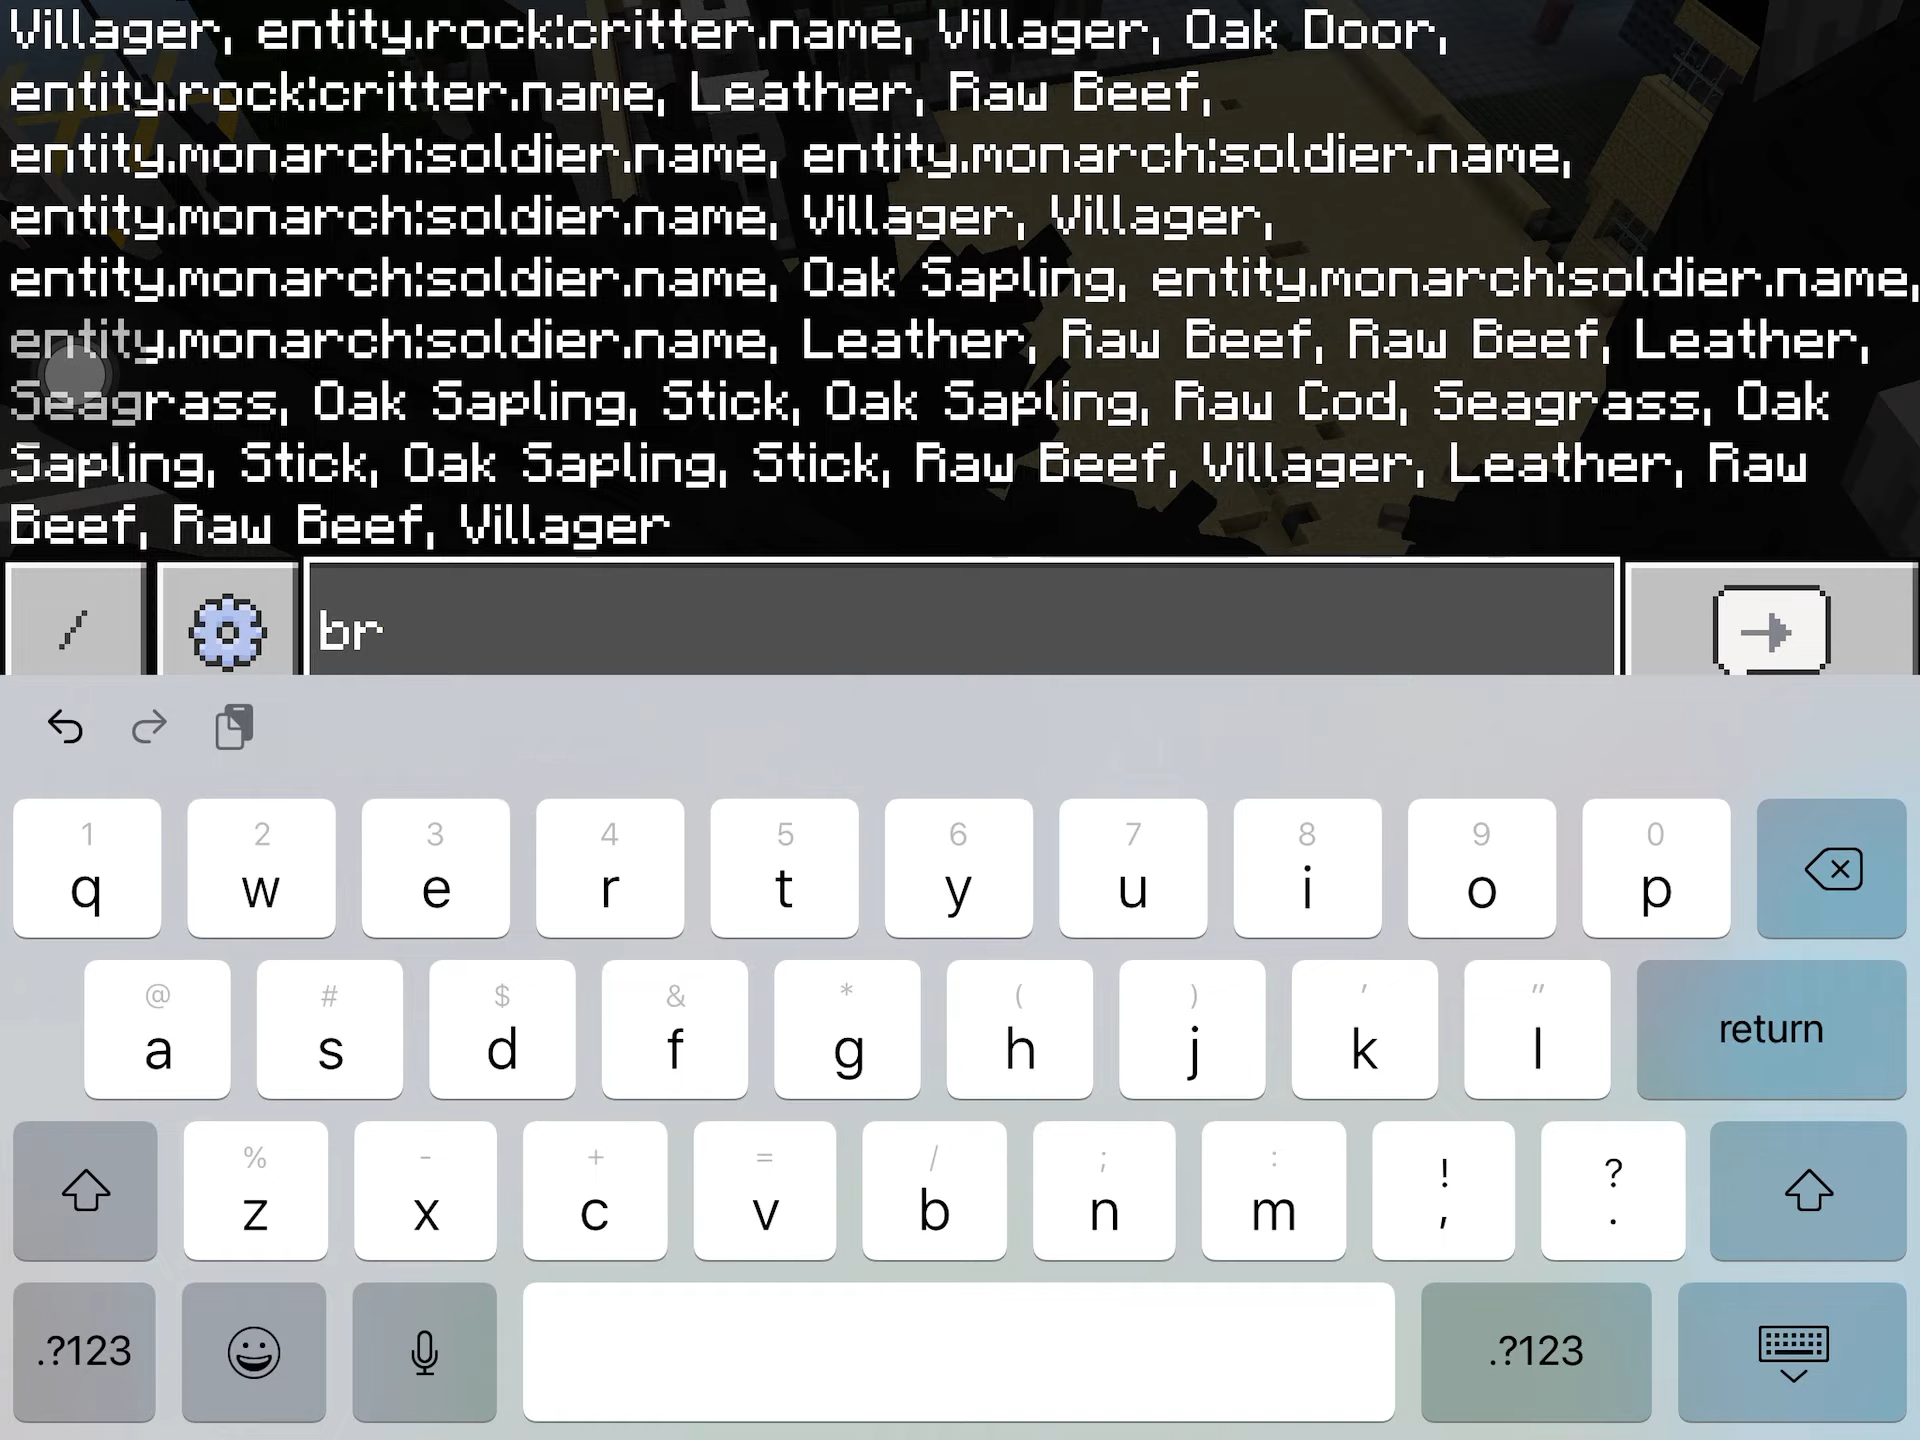 Villager, entity.rock:critter.name, Villager, Oak Door,
entity.rock:critter.name, Leather, Raw Beef,
entity.monarch:soldier.name, entity.monarch:soldier.name,
entity.monarch:soldier.name, Villager, Villager,
entity.monarch:soldier.name, Oak Sapling, entity.monarch:soldier.name,
entity.monarch:soldier.name, Leather, Raw Beef, Raw Beef, Leather,
Seagrass, Oak Sapling, Stick, Oak Sapling, Raw Cod, Seagrass, Oak
Sapling, Stick, Oak Sapling, Stick, Raw Beef, Villager, Leather, Raw
Beef, Raw Beef, Villager
/ br
1 2 3 4 5 6 7 8 9 0
q w e r t y u i o p
@ # $ & * ( ) ' "
a s d f g h j k l return
% - + = / ; : ! ?
z x c v b n m , .
.?123 .?123